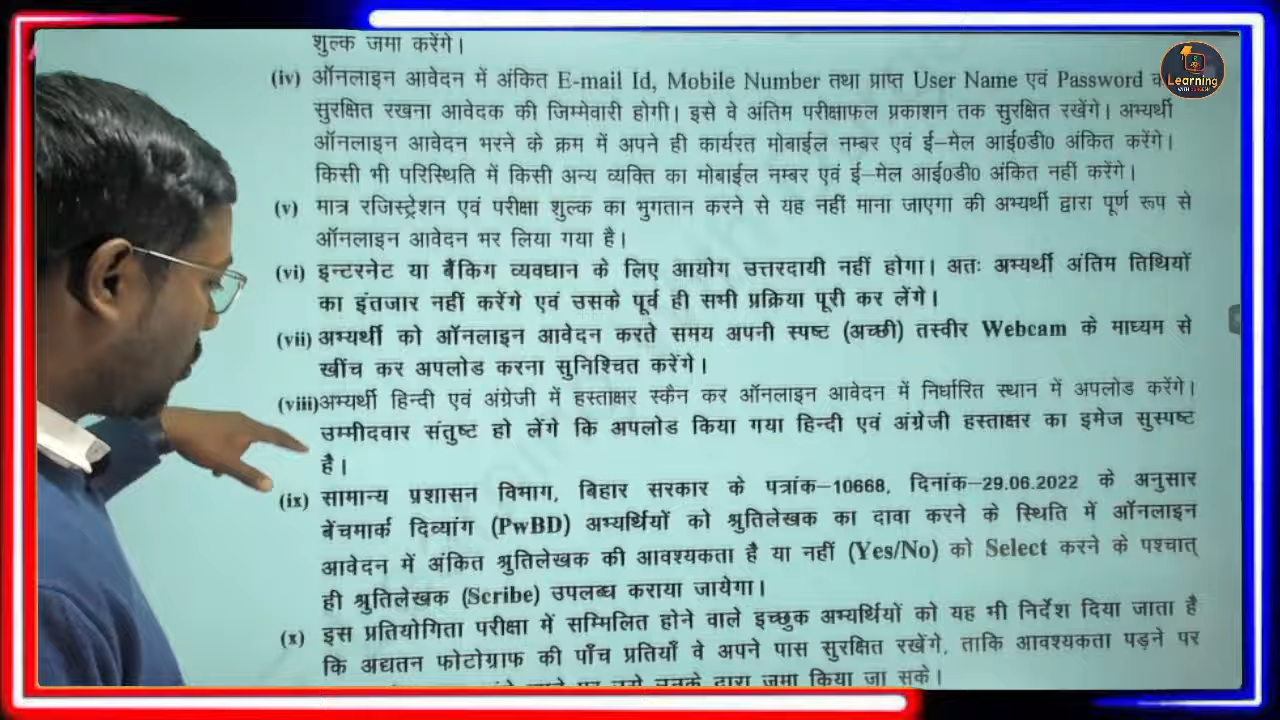 शुल्क जमा करेंगे।
Learning
(iv) ऑनलाइन आवेदन में अंकित E-mail Id, Mobile Number तथा प्राप्त User Name एवं Password
सुरक्षित रखना आवेदक की जिम्मेवारी होगी। इसे वे अंतिम परीक्षाफल प्रकाशन तक सुरक्षित रखेंगे। अभ्यर्थी
ऑनलाइन आवेदन भरने के क्रम में अपने ही कार्यरत मोबाईल नम्बर एवं ई–मेल आई0डी0 अंकित करेंगे।
किसी भी परिस्थिति में किसी अन्य व्यक्ति का मोबाईल नम्बर एवं ई–मेल आई0डी0 अंकित नहीं करेंगे।
(v) मात्र रजिस्ट्रेशन एवं परीक्षा शुल्क का भुगतान करने से यह नहीं माना जाएगा की अभ्यर्थी द्वारा पूर्ण रूप से
ऑनलाइन आवेदन भर लिया गया है।
(vi) इन्टरनेट या बैंकिग व्यवधान के लिए आयोग उत्तरदायी नहीं होगा। अतः अभ्यर्थी अंतिम तिथियों
का इंतजार नहीं करेंगे एवं उसके पूर्व ही सभी प्रक्रिया पूरी कर लेंगे।
(vii) अभ्यर्थी को ऑनलाइन आवेदन करते समय अपनी स्पष्ट (अच्छी) तस्वीर Webcam के माध्यम से
खींच कर अपलोड करना सुनिश्चित करेंगे।
(viii)अभ्यर्थी हिन्दी एवं अंग्रेजी में हस्ताक्षर स्कैन कर ऑनलाइन आवेदन में निर्धारित स्थान में अपलोड करेंगे।
उम्मीदवार संतुष्ट हो लेंगे कि अपलोड किया गया हिन्दी एवं अंग्रेजी हस्ताक्षर का इमेज सुस्पष्ट
है।
(ix) सामान्य प्रशासन विभाग, बिहार सरकार के पत्रांक–10668, दिनांक–29.06.2022 के अनुसार
बेंचमार्क दिव्यांग (PwBD) अभ्यर्थियों को श्रुतिलेखक का दावा करने के स्थिति में ऑनलाइन
आवेदन में अंकित श्रुतिलेखक की आवश्यकता है या नहीं (Yes/No) को Select करने के पश्चात्
ही श्रुतिलेखक (Scribe) उपलब्ध कराया जायेगा।
(x) इस प्रतियोगिता परीक्षा में सम्मिलित होने वाले इच्छुक अभ्यर्थियों को यह भी निर्देश दिया जाता है
कि अद्यतन फोटोग्राफ की पाँच प्रतियाँ वे अपने पास सुरक्षित रखेंगे, ताकि आवश्यकता पड़ने पर
जमा किया जा सके।